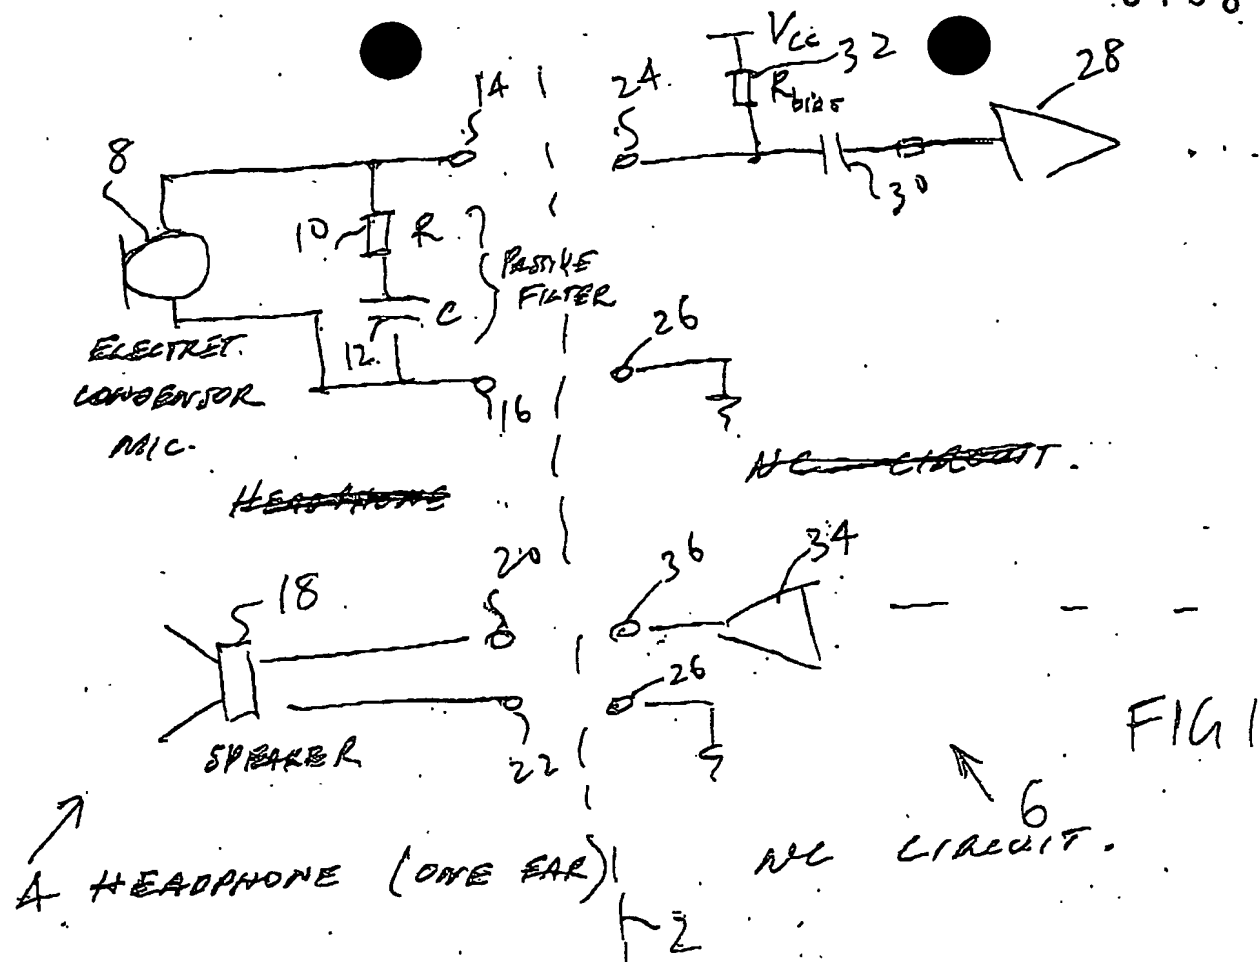 14
24
Vcc
32
28
Rbias
8
30
10
R
PASSIVE
FILTER
C
12
26
ELECTRET.
CONDENSOR
MIC.
16
NC CIRCUIT.
HEADPHONE
20
36
34
18
26
SPEAKER
22
FIG 1
6
4 HEADPHONE (ONE EAR)
NC CIRCUIT.
2